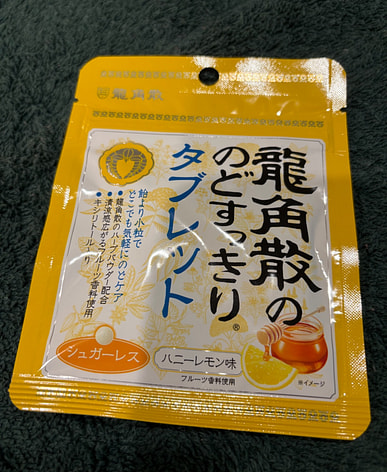 龍角散
龍角散の
のどすっきり®
タブレット
飴より小粒で
どこでも気軽にのどケア
●龍角散のハーブパウダー配合
●清涼感広がるフルーツ香料使用
●キシリトール入り
シュガーレス
ハニーレモン味
フルーツ香料使用
※イメージ